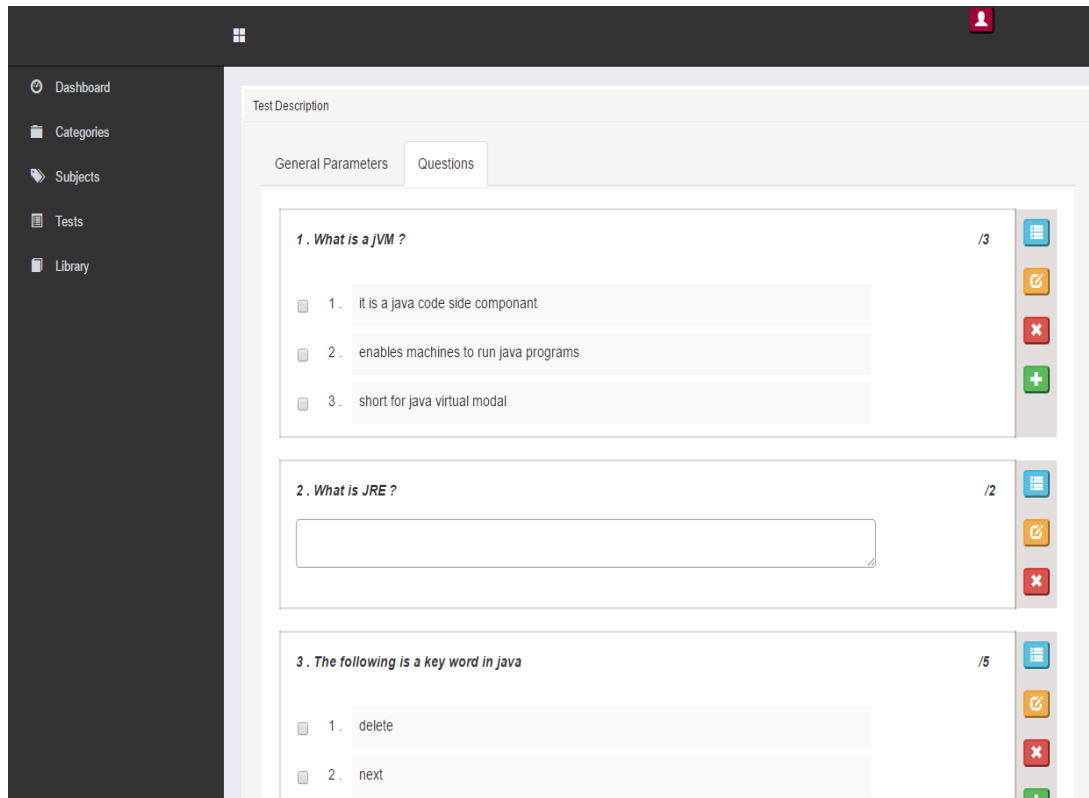 Dashboard
Categories
Subjects
Tests
Library
Test Description
General Parameters Questions
1 . What is a jVM ? /3
1 . it is a java code side componant
2 . enables machines to run java programs
3 . short for java virtual modal
2 . What is JRE ? /2
3 . The following is a key word in java /5
1 . delete
2 . next